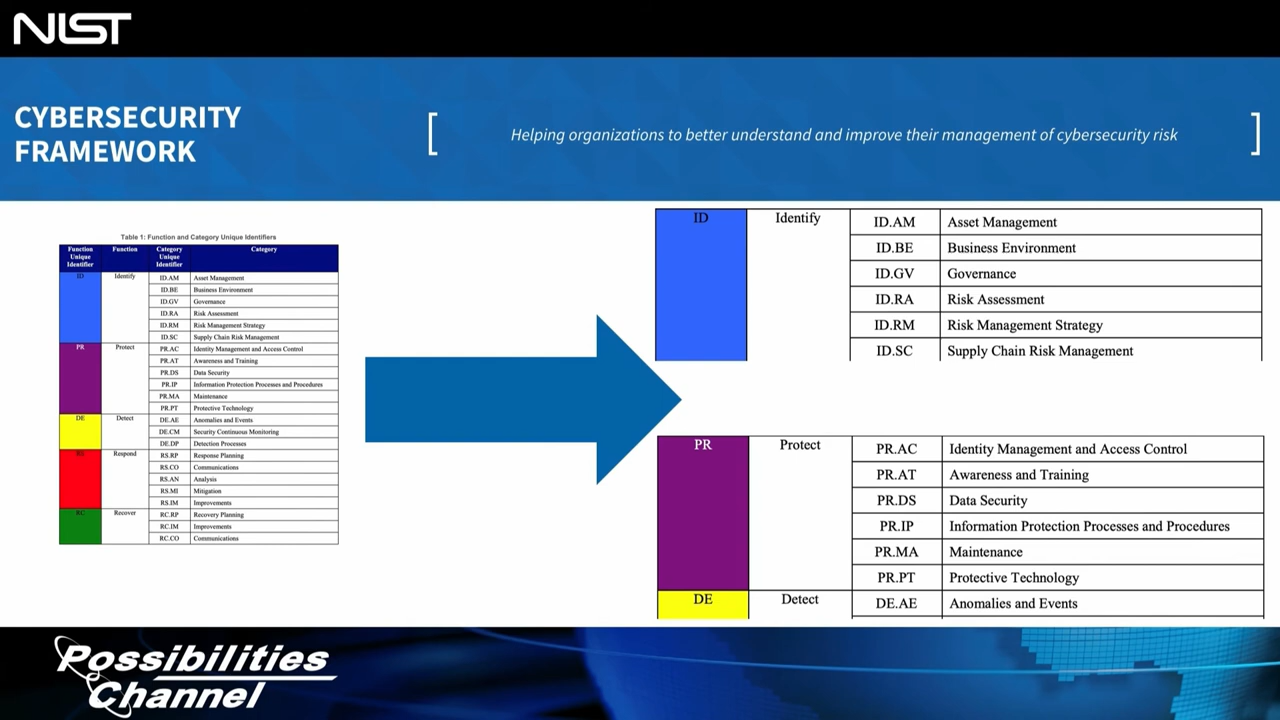 NIST
CYBERSECURITY
FRAMEWORK
[ Helping organizations to better understand and improve their management of cybersecurity risk ]
Table 1: Function and Category Unique Identifiers
Function Unique Identifier Function Category Unique Identifier Category
ID Identify ID.AM Asset Management
ID.BE Business Environment
ID.GV Governance
ID.RA Risk Assessment
ID.RM Risk Management Strategy
ID.SC Supply Chain Risk Management
PR Protect PR.AC Identity Management and Access Control
PR.AT Awareness and Training
PR.DS Data Security
PR.IP Information Protection Processes and Procedures
PR.MA Maintenance
PR.PT Protective Technology
DE Detect DE.AE Anomalies and Events
DE.CM Security Continuous Monitoring
DE.DP Detection Processes
RS Respond RS.RP Response Planning
RS.CO Communications
RS.AN Analysis
RS.MI Mitigation
RS.IM Improvements
RC Recover RC.RP Recovery Planning
RC.IM Improvements
RC.CO Communications
ID Identify ID.AM Asset Management
ID.BE Business Environment
ID.GV Governance
ID.RA Risk Assessment
ID.RM Risk Management Strategy
ID.SC Supply Chain Risk Management
PR Protect PR.AC Identity Management and Access Control
PR.AT Awareness and Training
PR.DS Data Security
PR.IP Information Protection Processes and Procedures
PR.MA Maintenance
PR.PT Protective Technology
DE Detect DE.AE Anomalies and Events
Possibilities
Channel